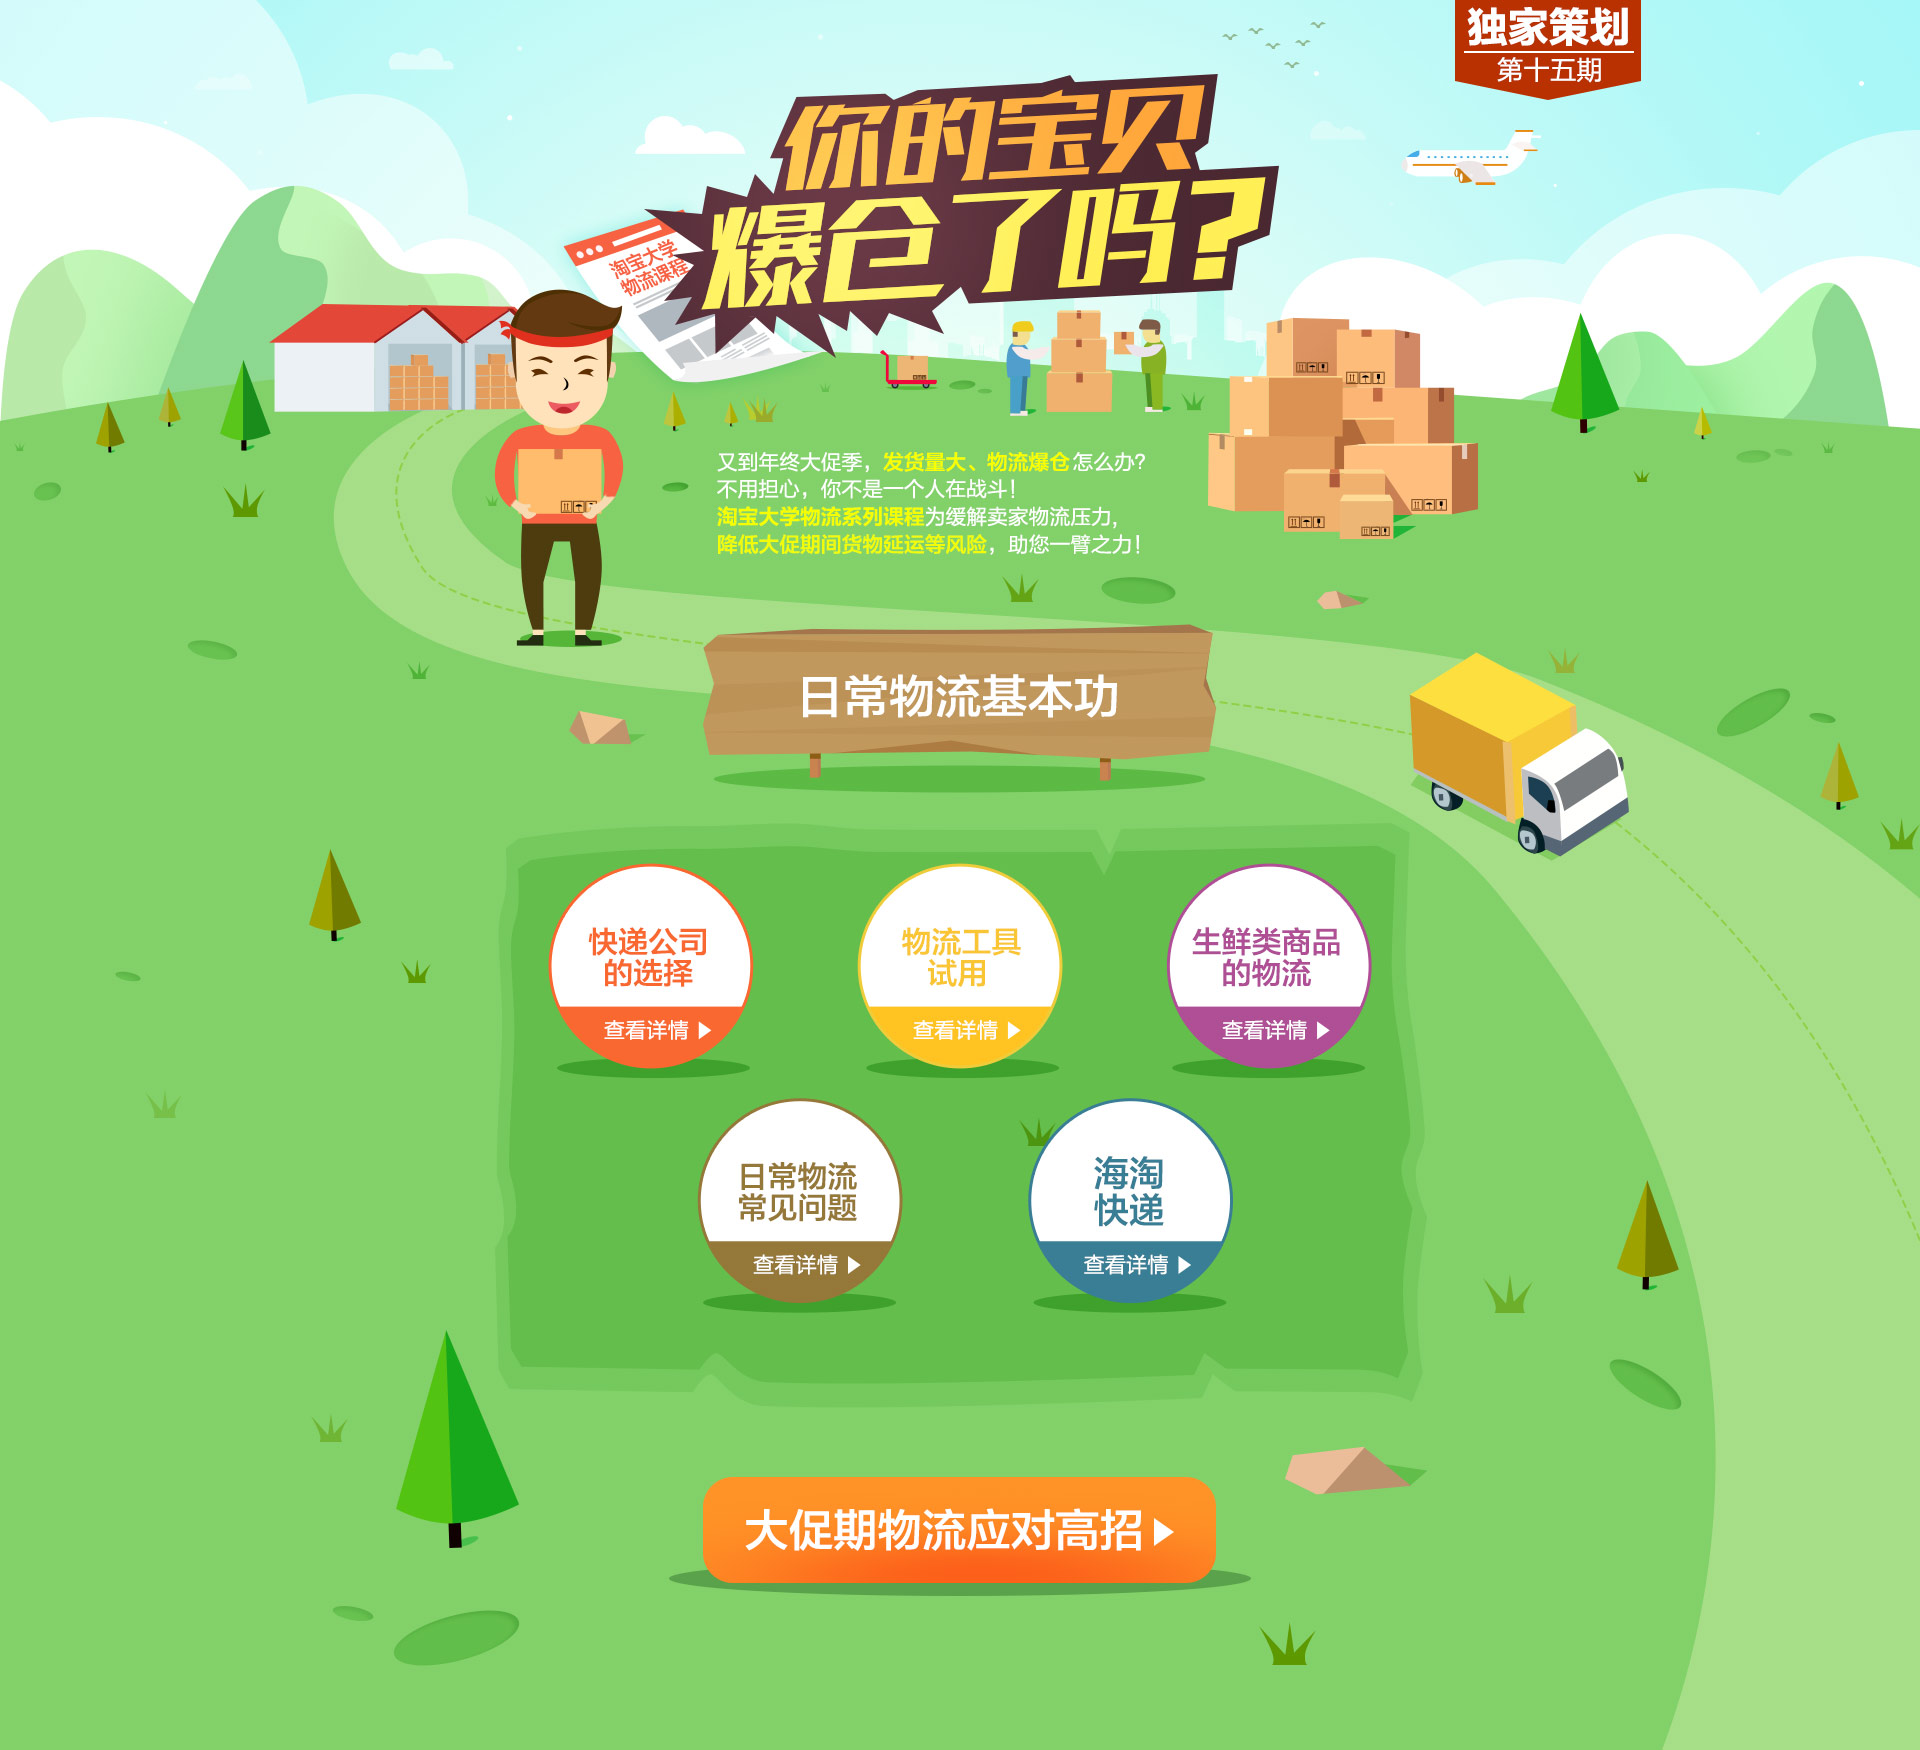 独家策划
第十五期
你的宝贝
爆仓了吗?
淘宝大学
物流课程
又到年终大促季，发货量大、物流爆仓怎么办?
不用担心，你不是一个人在战斗！
淘宝大学物流系列课程为缓解卖家物流压力，
降低大促期间货物延运等风险，助您一臂之力！
日常物流基本功
快递公司
的选择
查看详情
物流工具
试用
查看详情
生鲜类商品
的物流
查看详情
日常物流
常见问题
查看详情
海淘
快递
查看详情
大促期物流应对高招